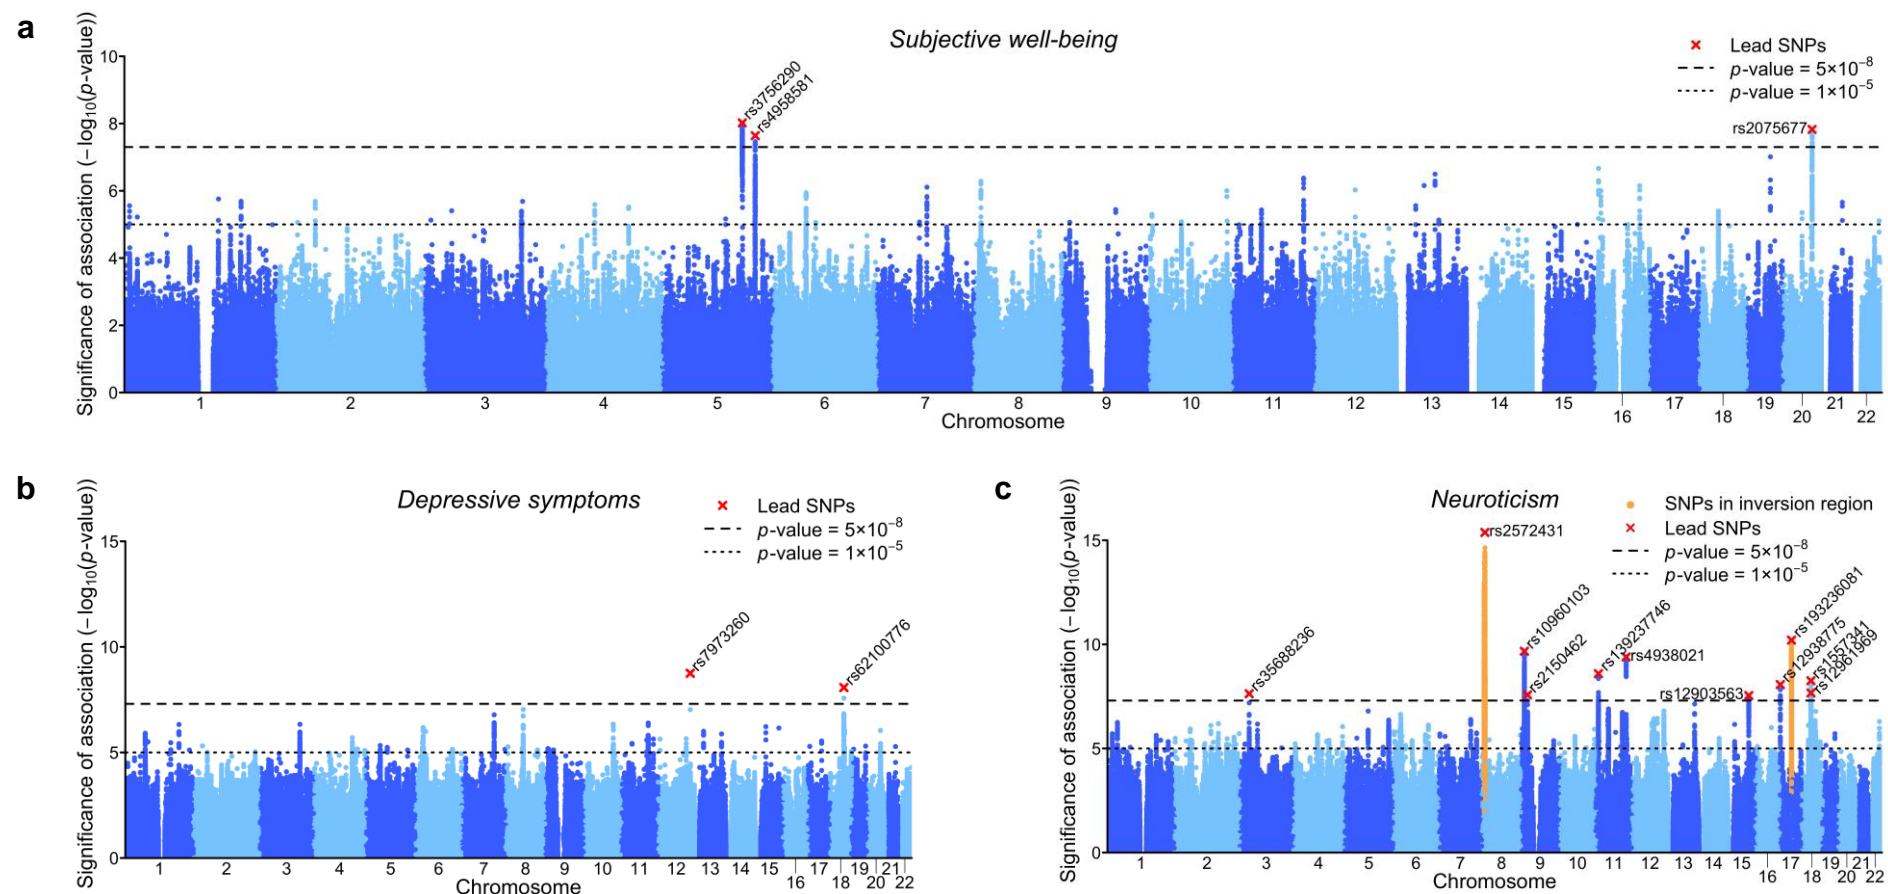 a
Subjective well-being
Significance of association (−log10(p-value))
10
8
6
4
2
0
rs3756290
rs4958581
rs2075677
Lead SNPs
p-value = 5×10−8
p-value = 1×10−5
1 2 3 4 5 6 7 8 9 10 11 12 13 14 15 16 17 18 19 20 21 22
Chromosome
b
Depressive symptoms
Significance of association (−log10(p-value))
15
10
5
0
Lead SNPs
p-value = 5×10−8
p-value = 1×10−5
rs7973260
rs62100776
1 2 3 4 5 6 7 8 9 10 11 12 13 14 15 16 17 18 19 20 21 22
Chromosome
c
Neuroticism
Significance of association (−log10(p-value))
15
10
5
0
SNPs in inversion region
Lead SNPs
p-value = 5×10−8
p-value = 1×10−5
rs2572431
rs35688236
rs10960103
rs2150462
rs139237746
rs4938021
rs12903563
rs193236081
rs12938775
rs1557341
rs12961969
1 2 3 4 5 6 7 8 9 10 11 12 13 14 15 16 17 18 19 20 21 22
Chromosome